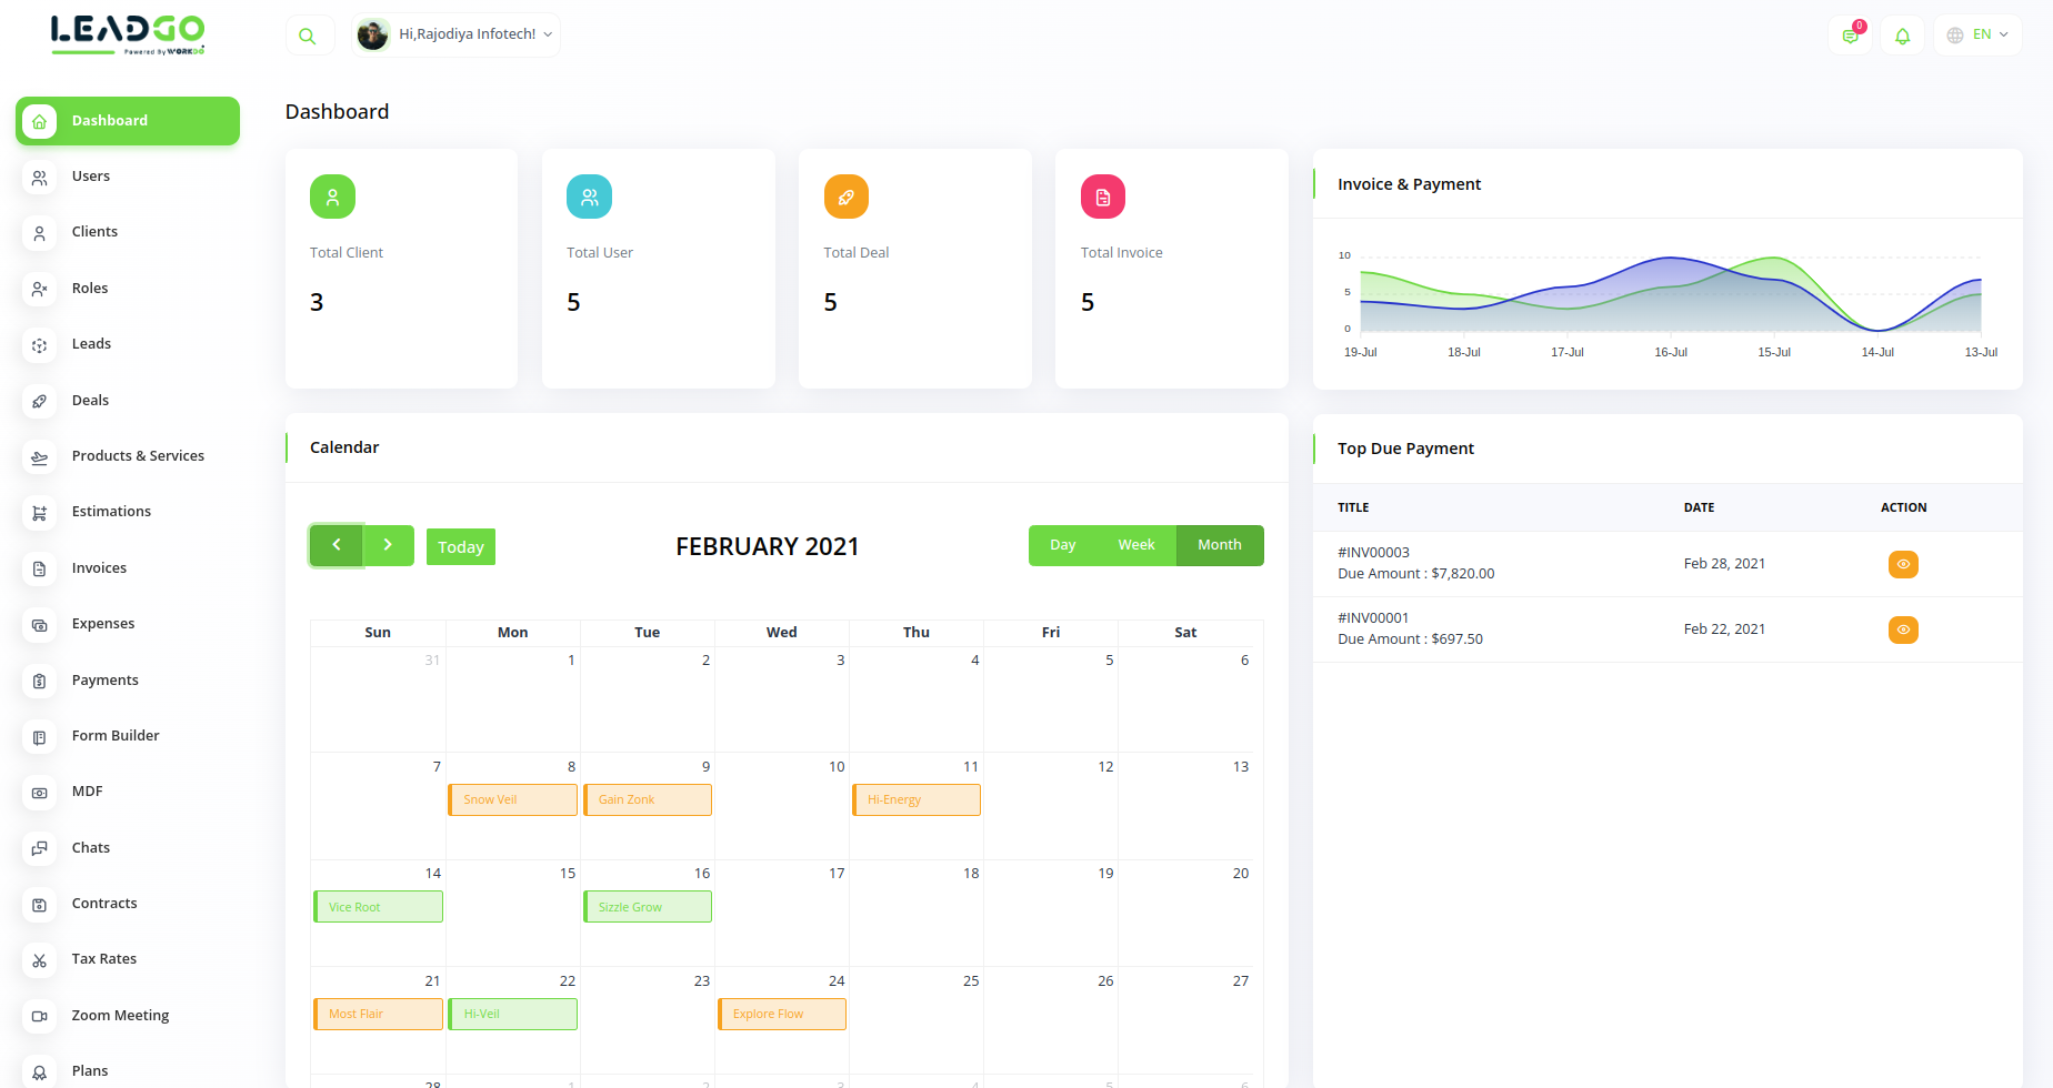 LEADGO
Powered By WORKDO
Hi,Rajodiya Infotech!
0
EN
Dashboard
Users
Clients
Roles
Leads
Deals
Products & Services
Estimations
Invoices
Expenses
Payments
Form Builder
MDF
Chats
Contracts
Tax Rates
Zoom Meeting
Plans
Dashboard
Total Client
3
Total User
5
Total Deal
5
Total Invoice
5
Invoice & Payment
10
5
0
19-Jul 18-Jul 17-Jul 16-Jul 15-Jul 14-Jul 13-Jul
Calendar
Today
FEBRUARY 2021
Day Week Month
Sun Mon Tue Wed Thu Fri Sat
31 1 2 3 4 5 6
7 8 9 10 11 12 13
Snow Veil Gain Zonk Hi-Energy
14 15 16 17 18 19 20
Vice Root Sizzle Grow
21 22 23 24 25 26 27
Most Flair Hi-Veil Explore Flow
28 1 2 3 4 5 6
Top Due Payment
TITLE DATE ACTION
#INV00003
Due Amount : $7,820.00
Feb 28, 2021
#INV00001
Due Amount : $697.50
Feb 22, 2021